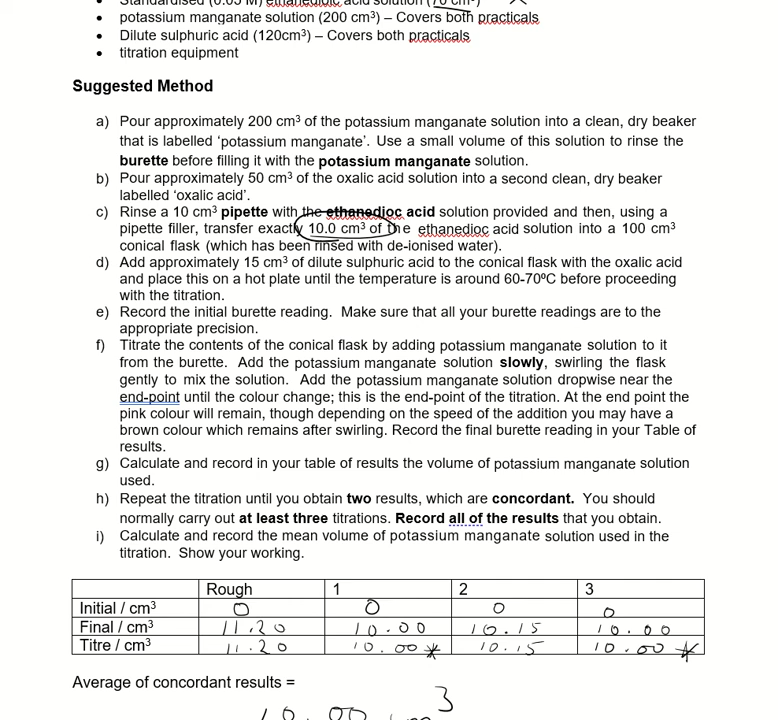 Standardised (0.05 M) ethanedioic acid solution (70 cm³)
potassium manganate solution (200 cm³) – Covers both practicals
Dilute sulphuric acid (120cm³) – Covers both practicals
titration equipment
Suggested Method
a) Pour approximately 200 cm³ of the potassium manganate solution into a clean, dry beaker
that is labelled ‘potassium manganate’. Use a small volume of this solution to rinse the
burette before filling it with the potassium manganate solution.
b) Pour approximately 50 cm³ of the oxalic acid solution into a second clean, dry beaker
labelled ‘oxalic acid’.
c) Rinse a 10 cm³ pipette with the ethanedioc acid solution provided and then, using a
pipette filler, transfer exactly 10.0 cm³ of the ethanedioc acid solution into a 100 cm³
conical flask (which has been rinsed with de-ionised water).
d) Add approximately 15 cm³ of dilute sulphuric acid to the conical flask with the oxalic acid
and place this on a hot plate until the temperature is around 60-70ºC before proceeding
with the titration.
e) Record the initial burette reading. Make sure that all your burette readings are to the
appropriate precision.
f) Titrate the contents of the conical flask by adding potassium manganate solution to it
from the burette. Add the potassium manganate solution slowly, swirling the flask
gently to mix the solution. Add the potassium manganate solution dropwise near the
end-point until the colour change; this is the end-point of the titration. At the end point the
pink colour will remain, though depending on the speed of the addition you may have a
brown colour which remains after swirling. Record the final burette reading in your Table of
results.
g) Calculate and record in your table of results the volume of potassium manganate solution
used.
h) Repeat the titration until you obtain two results, which are concordant. You should
normally carry out at least three titrations. Record all of the results that you obtain.
i) Calculate and record the mean volume of potassium manganate solution used in the
titration. Show your working.
Rough 1 2 3
Initial / cm³ 0 0 0 0
Final / cm³ 11.20 10.00 10.15 10.00
Titre / cm³ 11.20 10.00 * 10.15 10.00 *
Average of concordant results =
10.00 cm³